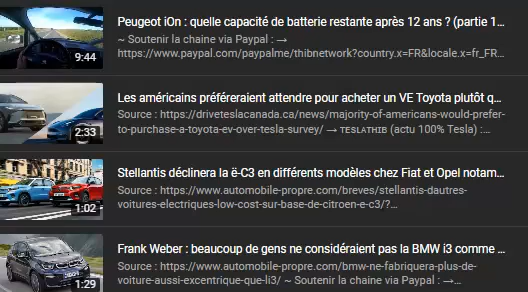 Peugeot iOn : quelle capacité de batterie restante après 12 ans ? (partie 1...
~ Soutenir la chaine via Paypal : →
https://www.paypal.com/paypalme/thibnetwork?country.x=FR&locale.x=fr_FR...
9:44
Les américains préféreraient attendre pour acheter un VE Toyota plutôt q...
Source : https://driveteslacanada.ca/news/majority-of-americans-would-prefer-
to-purchase-a-toyota-ev-over-tesla-survey/ → ᴛᴇsʟᴀᴛʜɪʙ (actu 100% Tesla) :...
2:33
Stellantis déclinera la ë-C3 en différents modèles chez Fiat et Opel notam...
Source : https://www.automobile-propre.com/breves/stellantis-dautres-
voitures-electriques-low-cost-sur-base-de-citroen-e-c3/?...
1:02
Frank Weber : beaucoup de gens ne considéraient pas la BMW i3 comme ...
Source : https://www.automobile-propre.com/bmw-ne-fabriquera-plus-de-
voiture-aussi-excentrique-que-li3/ ~ Soutenir la chaine via Paypal : →...
1:29